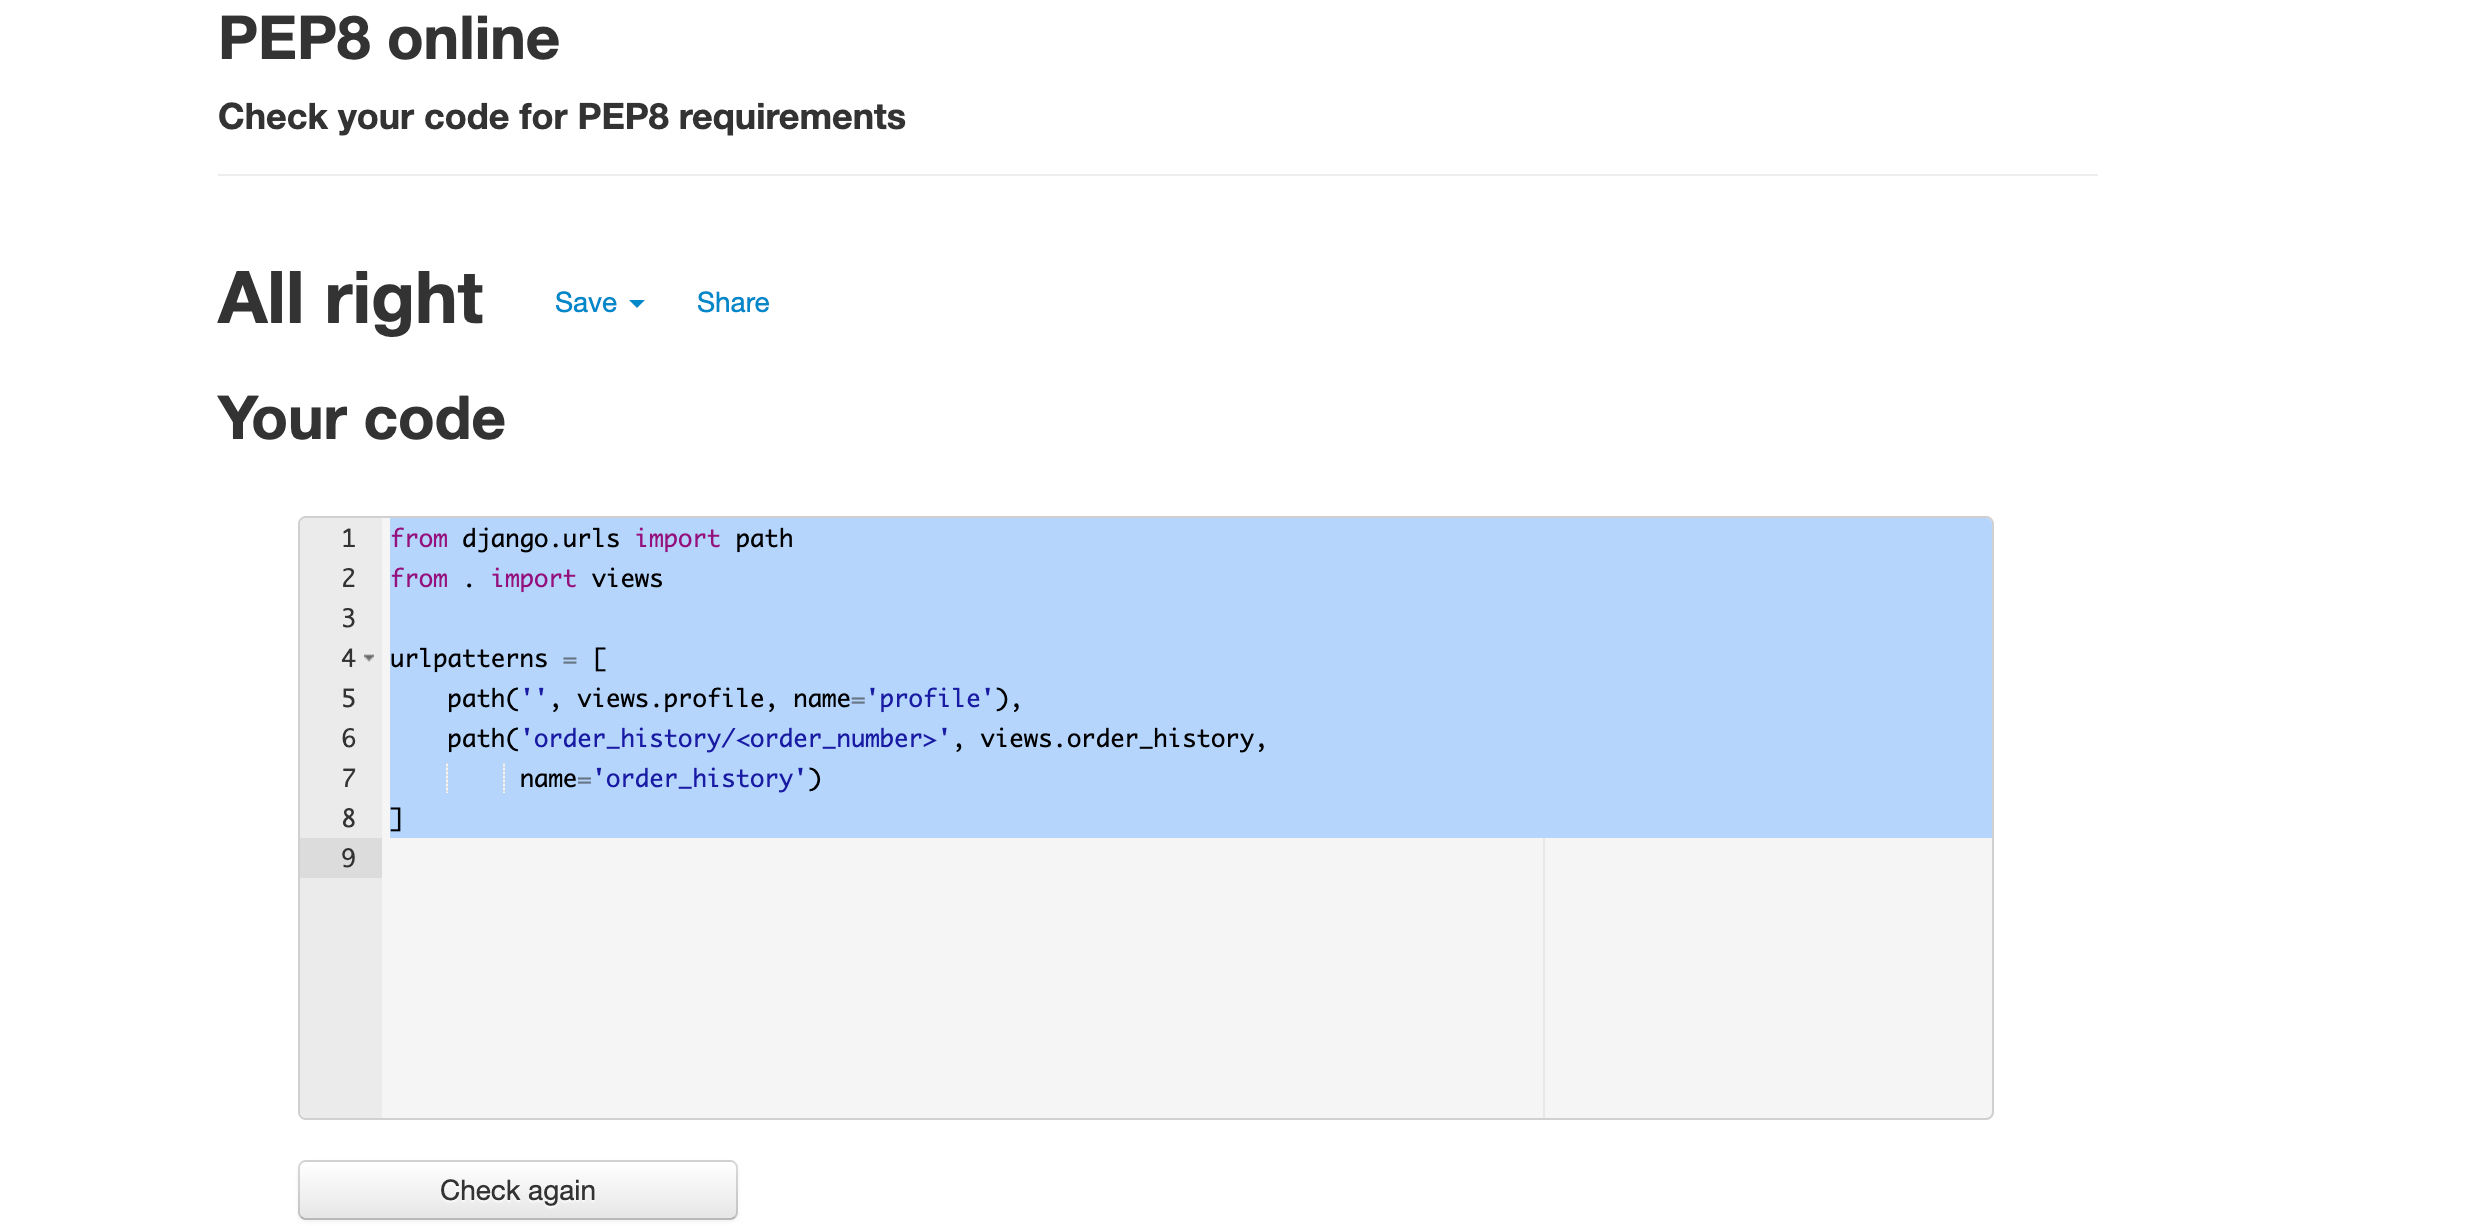 PEP8 online
Check your code for PEP8 requirements
All right Save Share
Your code
1 from django.urls import path
2 from . import views
3
4 urlpatterns = [
5     path('', views.profile, name='profile'),
6     path('order_history/<order_number>', views.order_history,
7          name='order_history')
8 ]
9
Check again